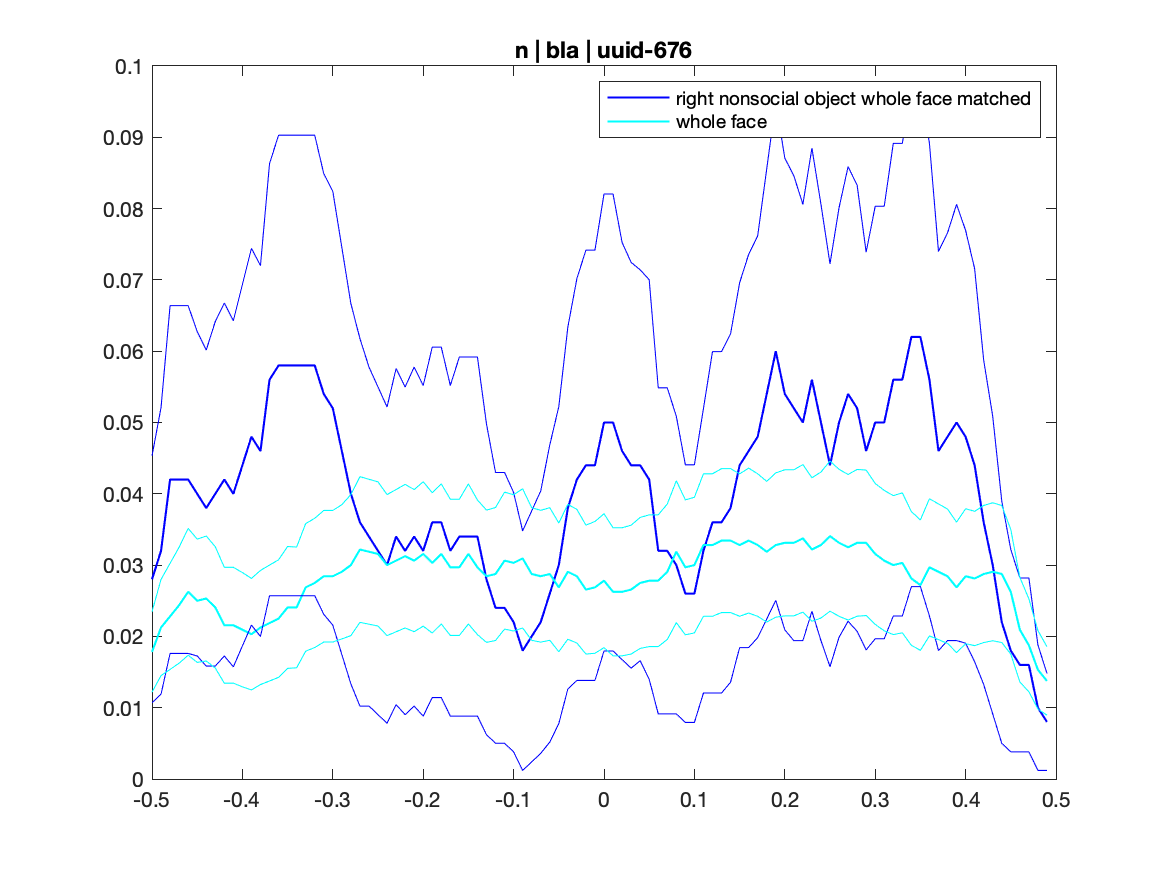 n | bla | uuid-676
right nonsocial object whole face matched
whole face
0.1
0.09
0.08
0.07
0.06
0.05
0.04
0.03
0.02
0.01
0
-0.5 -0.4 -0.3 -0.2 -0.1 0 0.1 0.2 0.3 0.4 0.5